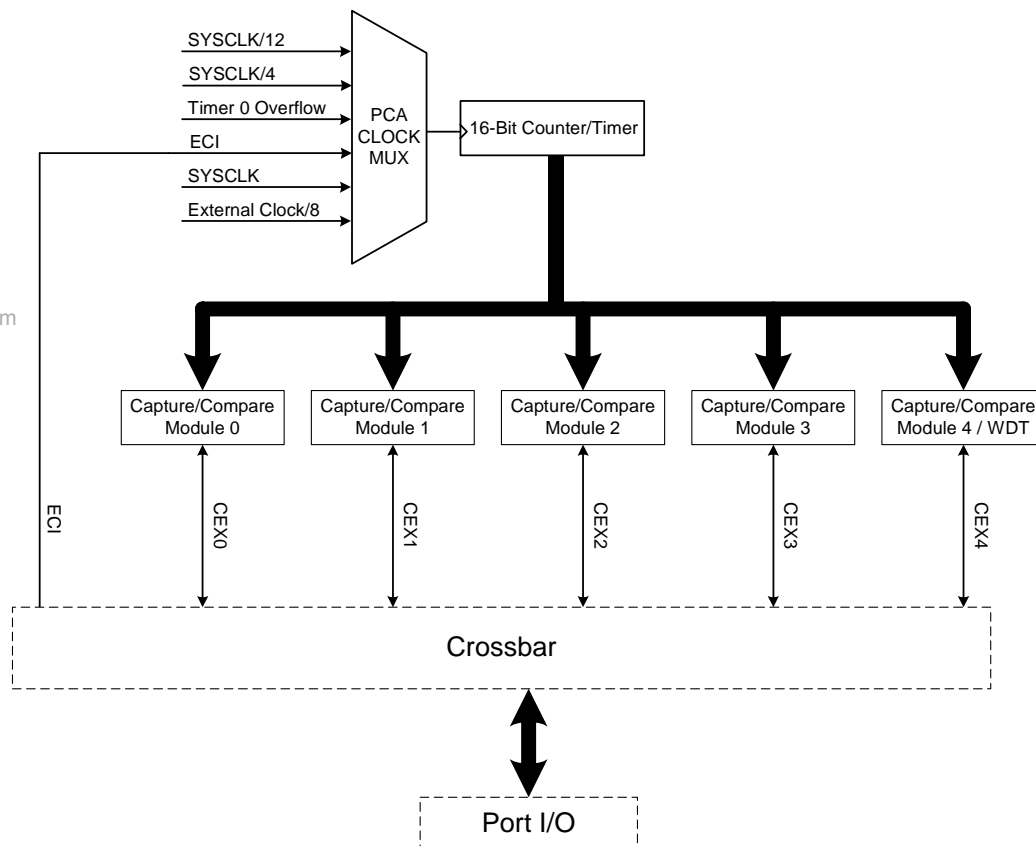 SYSCLK/12
SYSCLK/4
Timer 0 Overflow
ECI
SYSCLK
External Clock/8
PCA
CLOCK
MUX
16-Bit Counter/Timer
m
Capture/Compare
Module 0
Capture/Compare
Module 1
Capture/Compare
Module 2
Capture/Compare
Module 3
Capture/Compare
Module 4 / WDT
ECI
CEX0
CEX1
CEX2
CEX3
CEX4
Crossbar
Port I/O